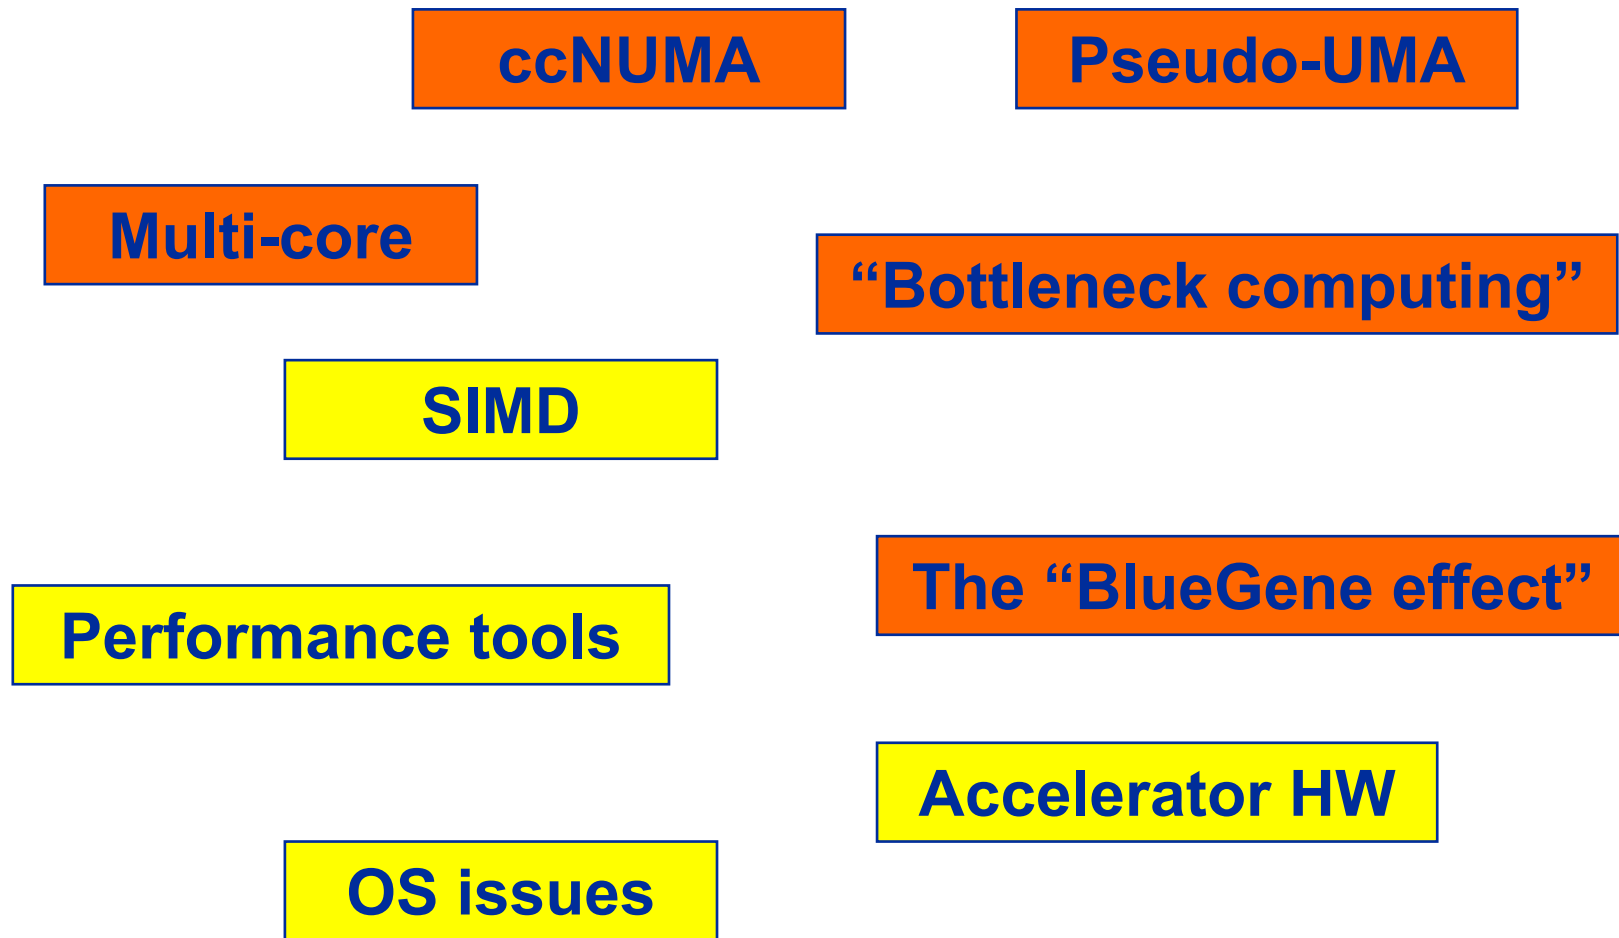 ccNUMA
Pseudo-UMA
Multi-core
“Bottleneck computing”
SIMD
The “BlueGene effect”
Performance tools
Accelerator HW
OS issues